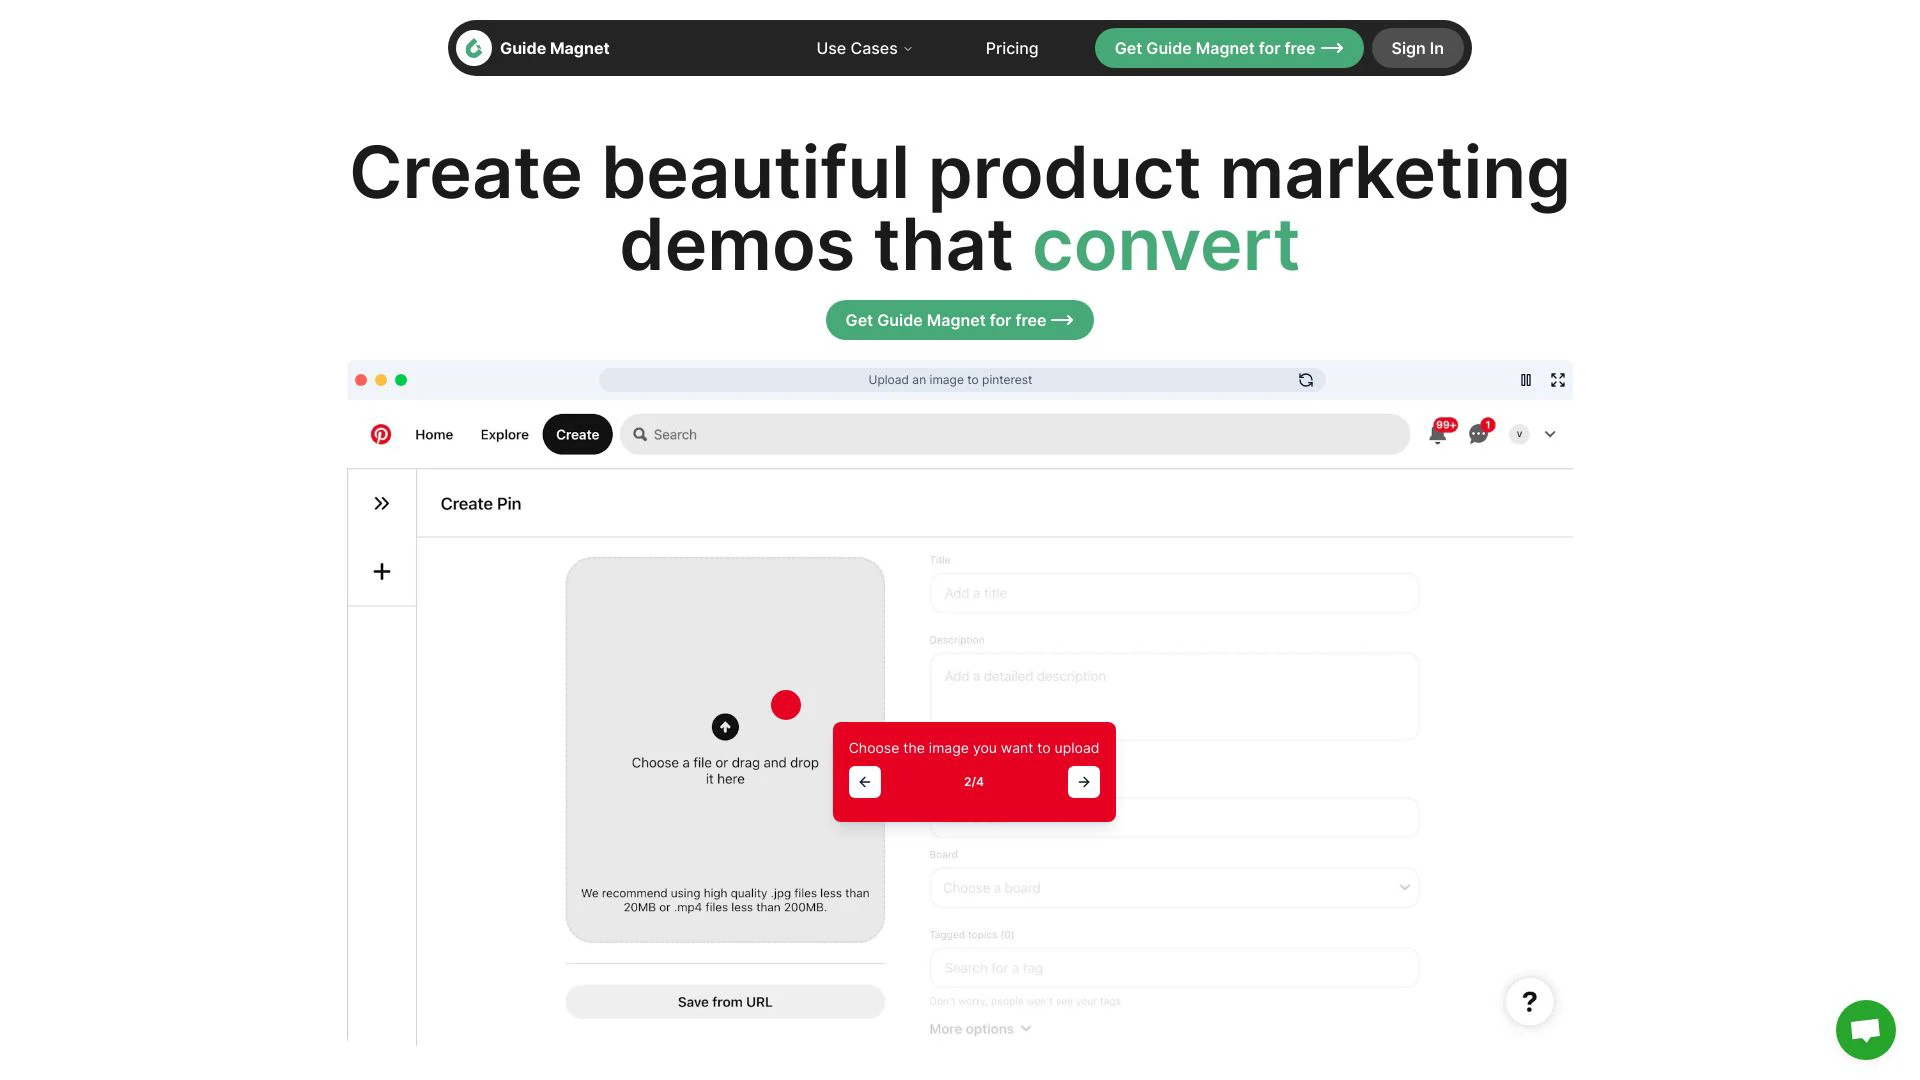 Guide Magnet
Use Cases
Pricing
Get Guide Magnet for free
Sign In
Create beautiful product marketing
demos that convert
Get Guide Magnet for free
Upload an image to pinterest
Home
Explore
Create
Search
99+
1
v
Create Pin
Choose a file or drag and drop
it here
We recommend using high quality .jpg files less than
20MB or .mp4 files less than 200MB.
Save from URL
Title
Add a title
Description
Add a detailed description
Choose the image you want to upload
2/4
Board
Choose a board
Tagged topics (0)
Search for a tag
Don't worry, people won't see your tags
More options
?